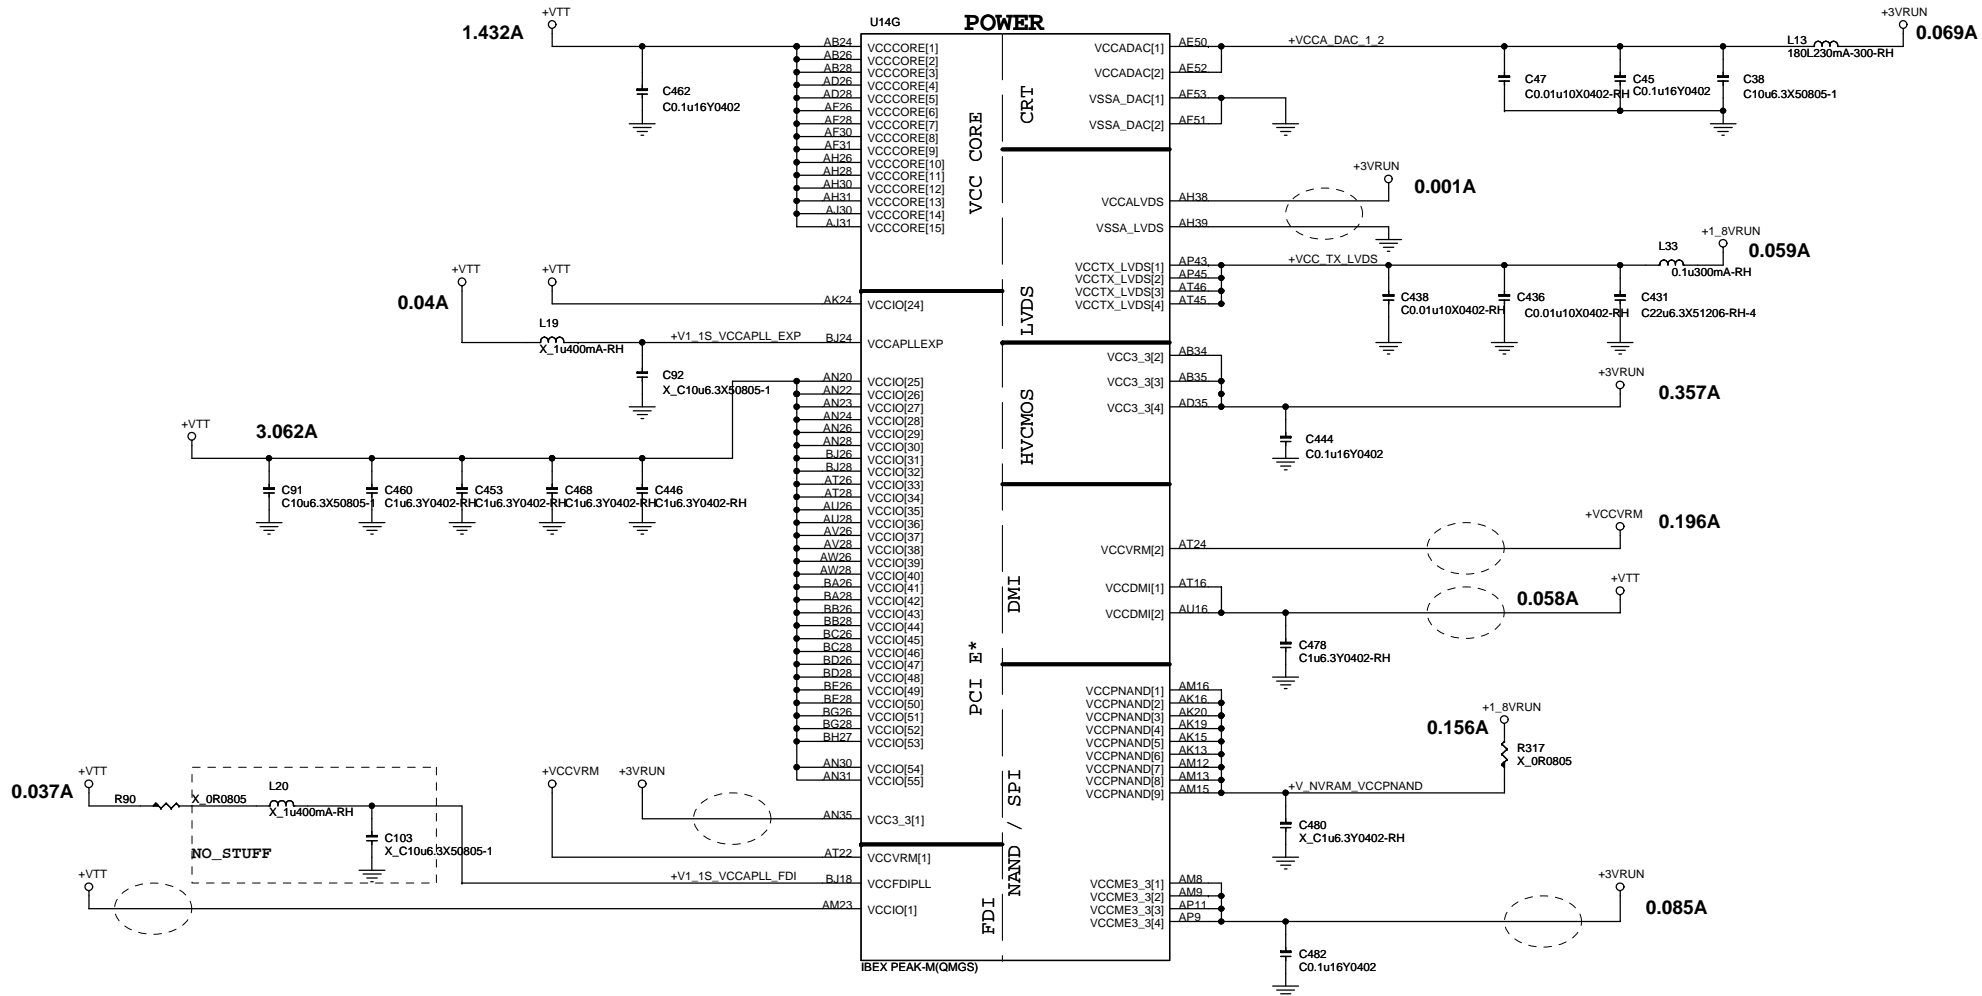 U14G
POWER
+VTT
1.432A
C462
C0.1u16Y0402
AB24 VCCCORE[1]
AB26 VCCCORE[2]
AB28 VCCCORE[3]
AD26 VCCCORE[4]
AD28 VCCCORE[5]
AF26 VCCCORE[6]
AF28 VCCCORE[7]
AF30 VCCCORE[8]
AF31 VCCCORE[9]
AH26 VCCCORE[10]
AH28 VCCCORE[11]
AH30 VCCCORE[12]
AH31 VCCCORE[13]
AJ30 VCCCORE[14]
AJ31 VCCCORE[15]
VCC CORE
+VTT
+VTT
0.04A
AK24 VCCIO[24]
L19
X_1u400mA-RH
+V1_1S_VCCAPLL_EXP
BJ24 VCCAPLLEXP
C92
X_C10u6.3X50805-1
+VTT
3.062A
C91
C10u6.3X50805-1
C460
C1u6.3Y0402-RH
C453
C1u6.3Y0402-RH
C468
C1u6.3Y0402-RH
C446
C1u6.3Y0402-RH
AN20 VCCIO[25]
AN22 VCCIO[26]
AN23 VCCIO[27]
AN24 VCCIO[28]
AN26 VCCIO[29]
AN28 VCCIO[30]
BJ26 VCCIO[31]
BJ28 VCCIO[32]
AT26 VCCIO[33]
AT28 VCCIO[34]
AU26 VCCIO[35]
AU28 VCCIO[36]
AV26 VCCIO[37]
AV28 VCCIO[38]
AW26 VCCIO[39]
AW28 VCCIO[40]
BA26 VCCIO[41]
BA28 VCCIO[42]
BB26 VCCIO[43]
BB28 VCCIO[44]
BC26 VCCIO[45]
BC28 VCCIO[46]
BD26 VCCIO[47]
BD28 VCCIO[48]
BE26 VCCIO[49]
BE28 VCCIO[50]
BG26 VCCIO[51]
BG28 VCCIO[52]
BH27 VCCIO[53]
AN30 VCCIO[54]
AN31 VCCIO[55]
PCI E*
+VTT
0.037A
R90
X_0R0805
L20
X_1u400mA-RH
C103
X_C10u6.3X50805-1
NO_STUFF
+VCCVRM
+3VRUN
AN35 VCC3_3[1]
AT22 VCCVRM[1]
+V1_1S_VCCAPLL_FDI
BJ18 VCCFDIPLL
+VTT
AM23 VCCIO[1]
FDI
IBEX PEAK-M(QMGS)
CRT
VCCADAC[1] AE50
VCCADAC[2] AE52
VSSA_DAC[1] AF53
VSSA_DAC[2] AF51
+VCCA_DAC_1_2
C47
C0.01u10X0402-RH
C45
C0.1u16Y0402
C38
C10u6.3X50805-1
L13
180L230mA-300-RH
+3VRUN
0.069A
LVDS
VCCALVDS AH38
VSSA_LVDS AH39
+3VRUN
0.001A
VCCTX_LVDS[1] AP43
VCCTX_LVDS[2] AP45
VCCTX_LVDS[3] AT46
VCCTX_LVDS[4] AT45
+VCC_TX_LVDS
C438
C0.01u10X0402-RH
C436
C0.01u10X0402-RH
C431
C22u6.3X51206-RH-4
L33
0.1u300mA-RH
+1_8VRUN
0.059A
HVCMOS
VCC3_3[2] AB34
VCC3_3[3] AB35
VCC3_3[4] AD35
C444
C0.1u16Y0402
+3VRUN
0.357A
DMI
VCCVRM[2] AT24
+VCCVRM
0.196A
VCCDMI[1] AT16
VCCDMI[2] AU16
0.058A
+VTT
C478
C1u6.3Y0402-RH
NAND / SPI
VCCPNAND[1] AM16
VCCPNAND[2] AK16
VCCPNAND[3] AK20
VCCPNAND[4] AK19
VCCPNAND[5] AK15
VCCPNAND[6] AK13
VCCPNAND[7] AM12
VCCPNAND[8] AM13
VCCPNAND[9] AM15
+1_8VRUN
0.156A
R317
X_0R0805
+V_NVRAM_VCCPNAND
C480
X_C1u6.3Y0402-RH
VCCME3_3[1] AM8
VCCME3_3[2] AM9
VCCME3_3[3] AP11
VCCME3_3[4] AP9
+3VRUN
0.085A
C482
C0.1u16Y0402